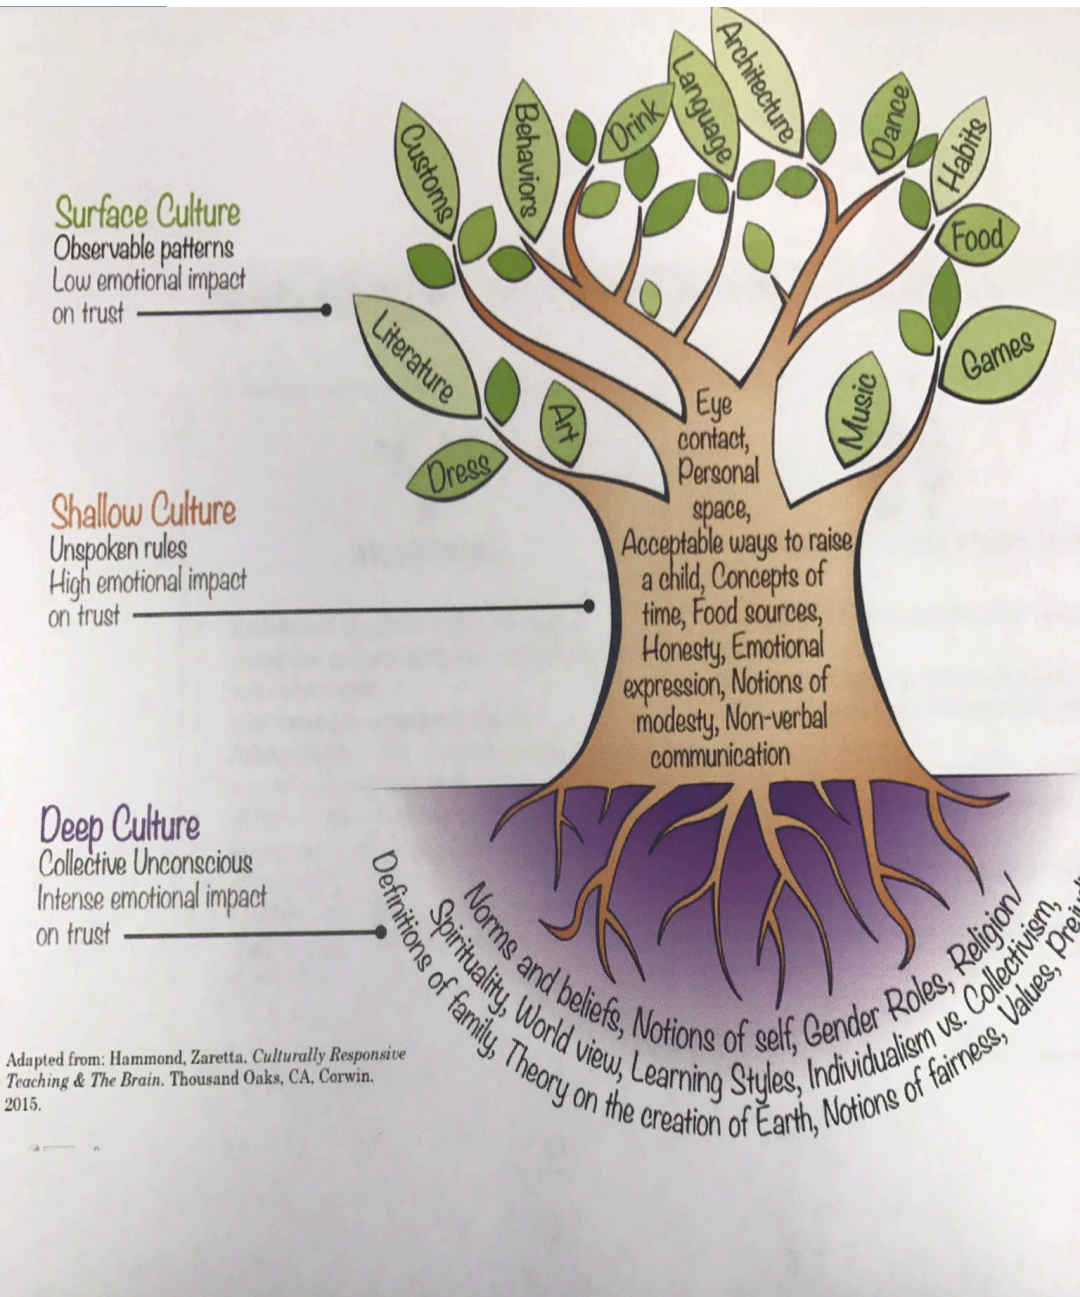 Surface Culture
Observable patterns
Low emotional impact
on trust
Customs
Behaviors
Drink
Language
Architecture
Dance
Habits
Food
Games
Music
Literature
Art
Dress
Shallow Culture
Unspoken rules
High emotional impact
on trust
Eye
contact,
Personal
space,
Acceptable ways to raise
a child, Concepts of
time, Food sources,
Honesty, Emotional
expression, Notions of
modesty, Non-verbal
communication
Deep Culture
Collective Unconscious
Intense emotional impact
on trust
Norms and beliefs, Notions of self, Gender Roles, Religion/
Spirituality, World view, Learning Styles, Individualism vs. Collectivism,
Definitions of family, Theory on the creation of Earth, Notions of fairness, Values,
Adapted from: Hammond, Zaretta. Culturally Responsive
Teaching & The Brain. Thousand Oaks, CA, Corwin.
2015.